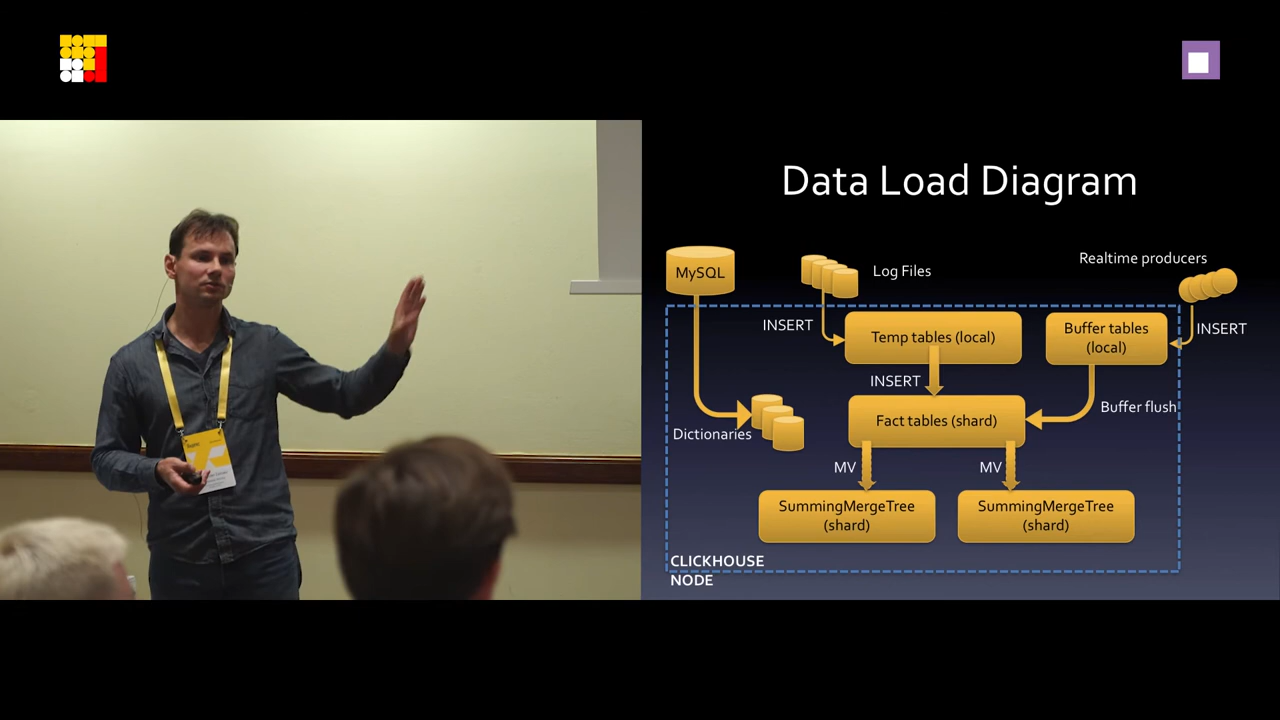 Data Load Diagram
MySQL
Log Files
Realtime producers
INSERT
Temp tables (local)
Buffer tables
(local)
INSERT
INSERT
Fact tables (shard)
Buffer flush
Dictionaries
MV
MV
SummingMergeTree
(shard)
SummingMergeTree
(shard)
CLICKHOUSE
NODE